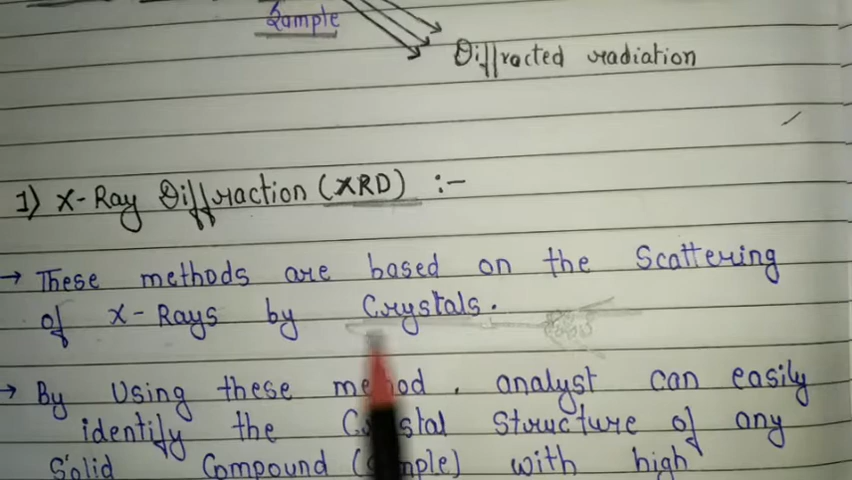 Sample
Diffracted radiation
1) X-Ray Diffraction (XRD) :-
→ These methods are based on the Scattering
of X-Rays by Crystals.
→ By Using these method, analyst can easily
identify the Crystal Structure of any
Solid Compound (Sample) with high